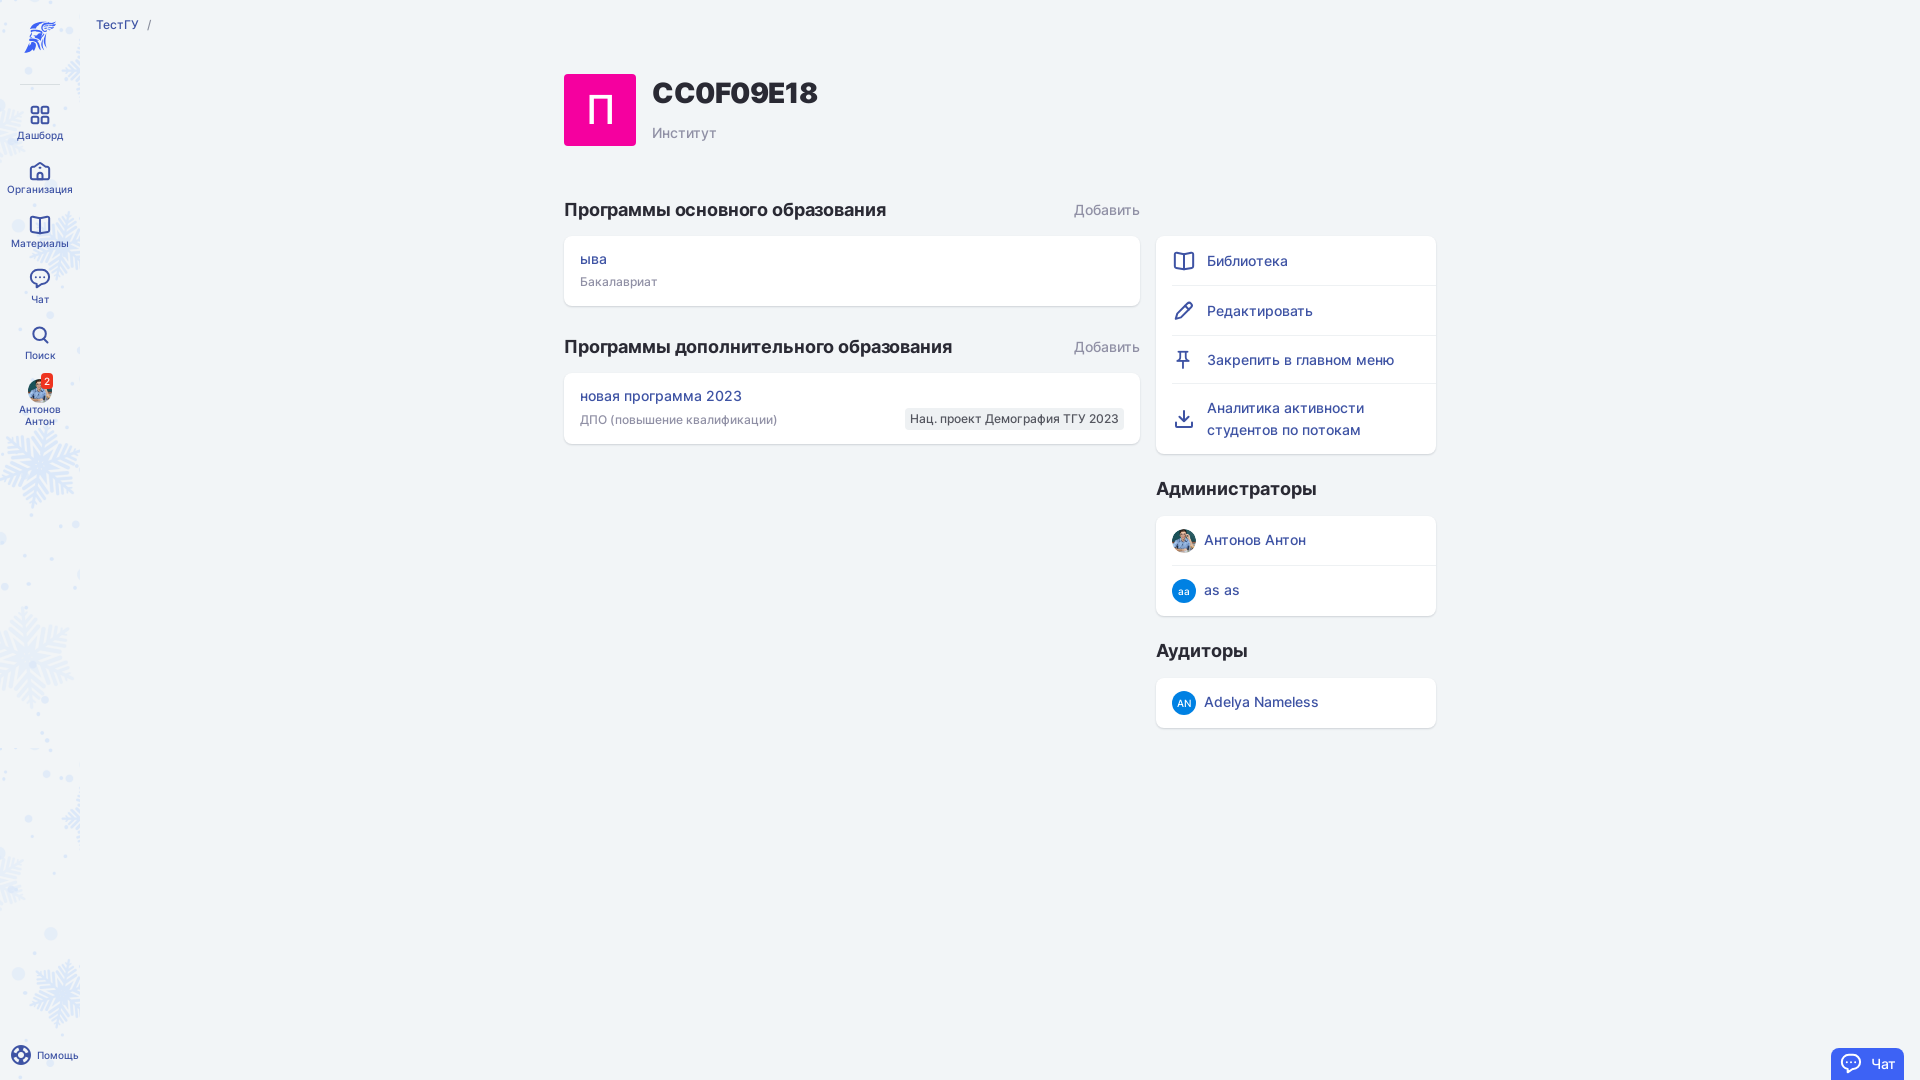 ТестГУ /
Дашборд
Организация
Материалы
Чат
Поиск
2
Антонов
Антон
Помощь
П
CC0F09E18
Институт
Программы основного образования
Добавить
ыва
Бакалавриат
Программы дополнительного образования
Добавить
новая программа 2023
ДПО (повышение квалификации)
Нац. проект Демография ТГУ 2023
Библиотека
Редактировать
Закрепить в главном меню
Аналитика активности
студентов по потокам
Администраторы
Антонов Антон
aa as as
Аудиторы
AN Adelya Nameless
Чат